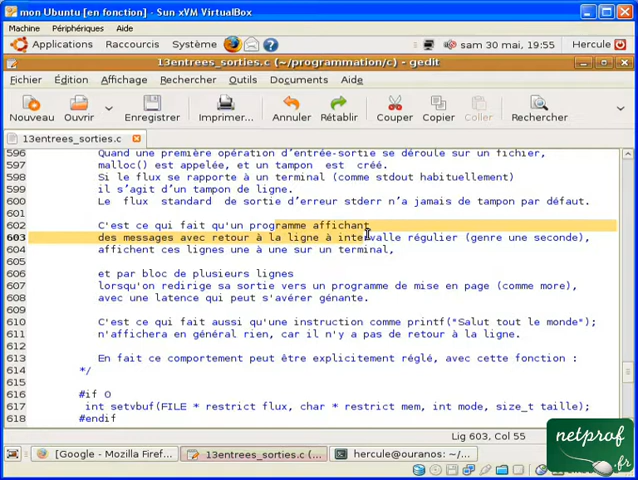 mon Ubuntu [en fonction] - Sun xVM VirtualBox
Machine Périphériques Aide
Applications Raccourcis Système sam 30 mai, 19:55 Hercule
13entrees_sorties.c (~/programmation/c) - gedit
Fichier Édition Affichage Rechercher Outils Documents Aide
Nouveau Ouvrir Enregistrer Imprimer... Annuler Rétablir Couper Copier Coller Rechercher
13entrees_sorties.c
596 Quand une première opération d'entrée-sortie se déroule sur un fichier,
597 malloc() est appelée, et un tampon est créé.
598 Si le flux se rapporte à un terminal (comme stdout habituellement)
599 il s'agit d'un tampon de ligne.
600 Le flux standard de sortie d'erreur stderr n'a jamais de tampon par défaut.
601
602 C'est ce qui fait qu'un programme affichant
603 des messages avec retour à la ligne à intervalle régulier (genre une seconde),
604 affichent ces lignes une à une sur un terminal,
605
606 et par bloc de plusieurs lignes
607 lorsqu'on redirige sa sortie vers un programme de mise en page (comme more),
608 avec une latence qui peut s'avérer génante.
609
610 C'est ce qui fait aussi qu'une instruction comme printf("Salut tout le monde");
611 n'affichera en général rien, car il n'y a pas de retour à la ligne.
612
613 En fait ce comportement peut être explicitement réglé, avec cette fonction :
614 */
615
616 #if 0
617 int setvbuf(FILE * restrict flux, char * restrict mem, int mode, size_t taille);
618 #endif
Lig 603, Col 55
[Google - Mozilla Firef... 13entrees_sorties.c (... hercule@ouranos: ~/...
netprof
.fr